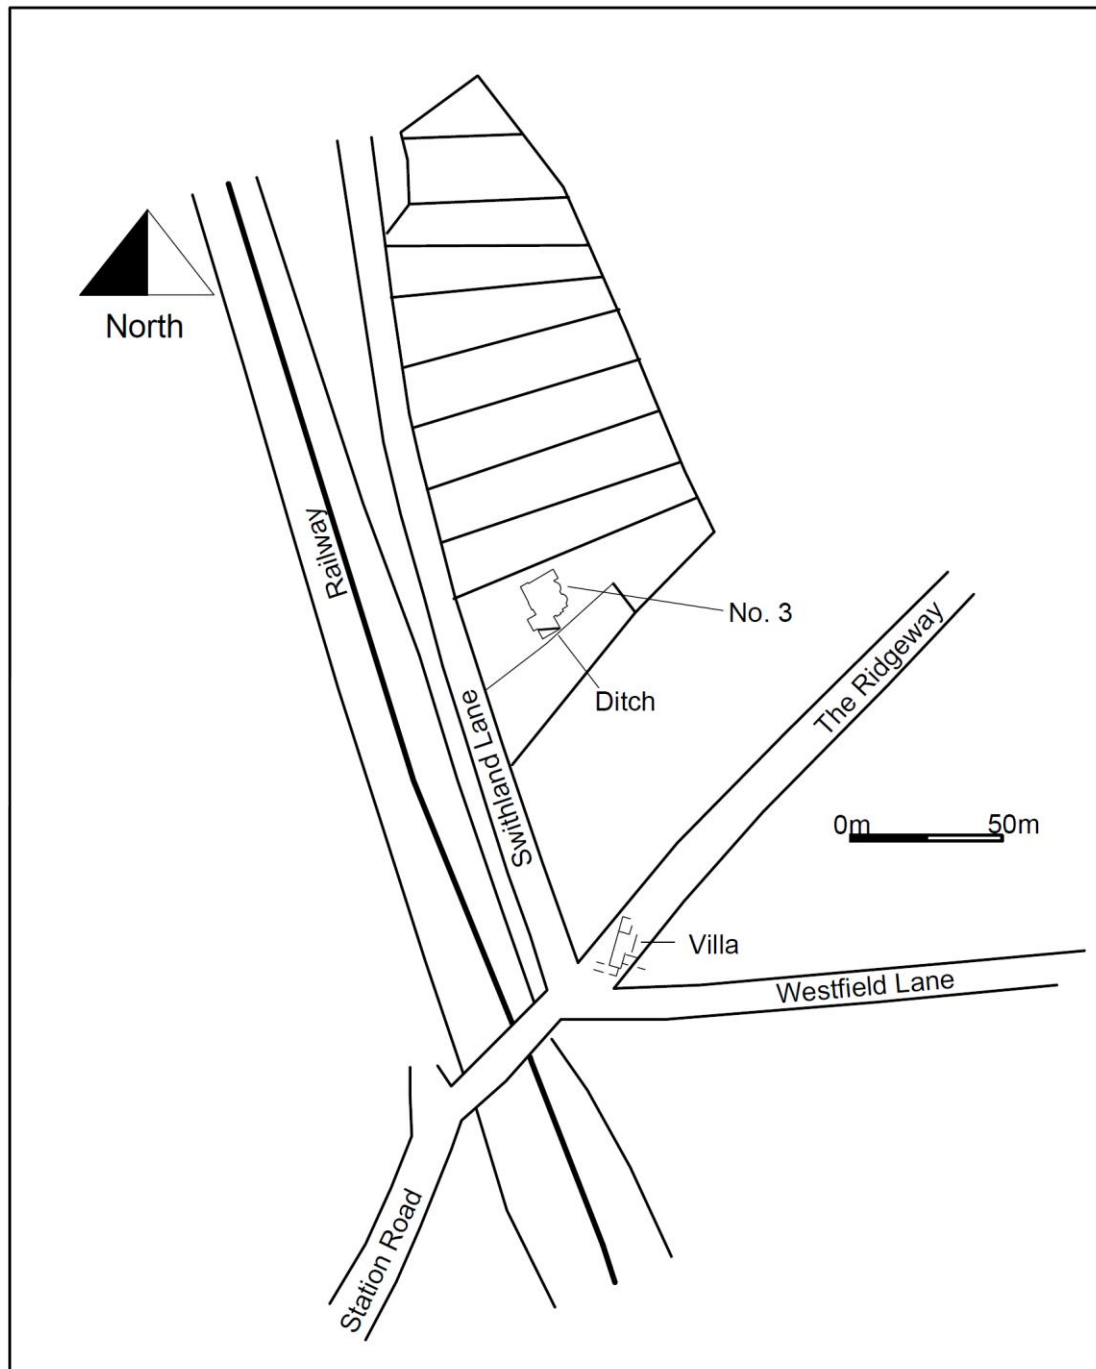 North
Railway
No. 3
Ditch
The Ridgeway
Swithland Lane
0m 50m
Villa
Westfield Lane
Station Road